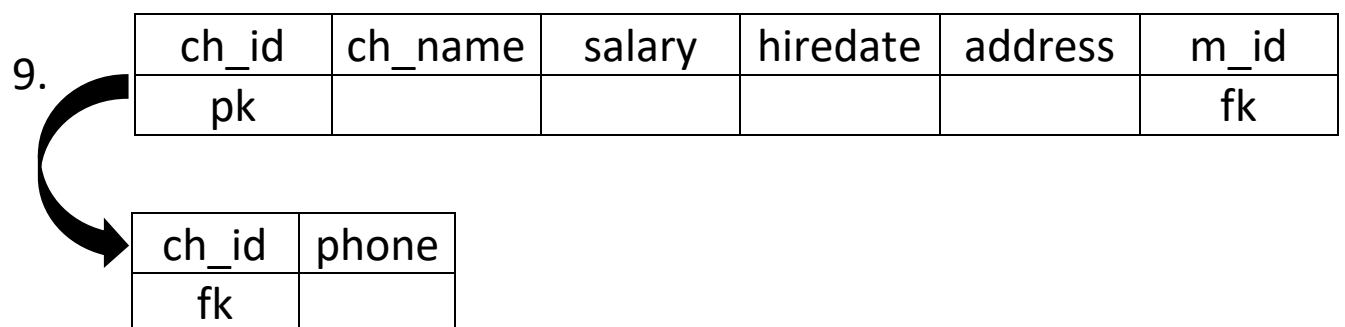 9.
ch_id ch_name salary hiredate address m_id
pk fk
ch_id phone
fk